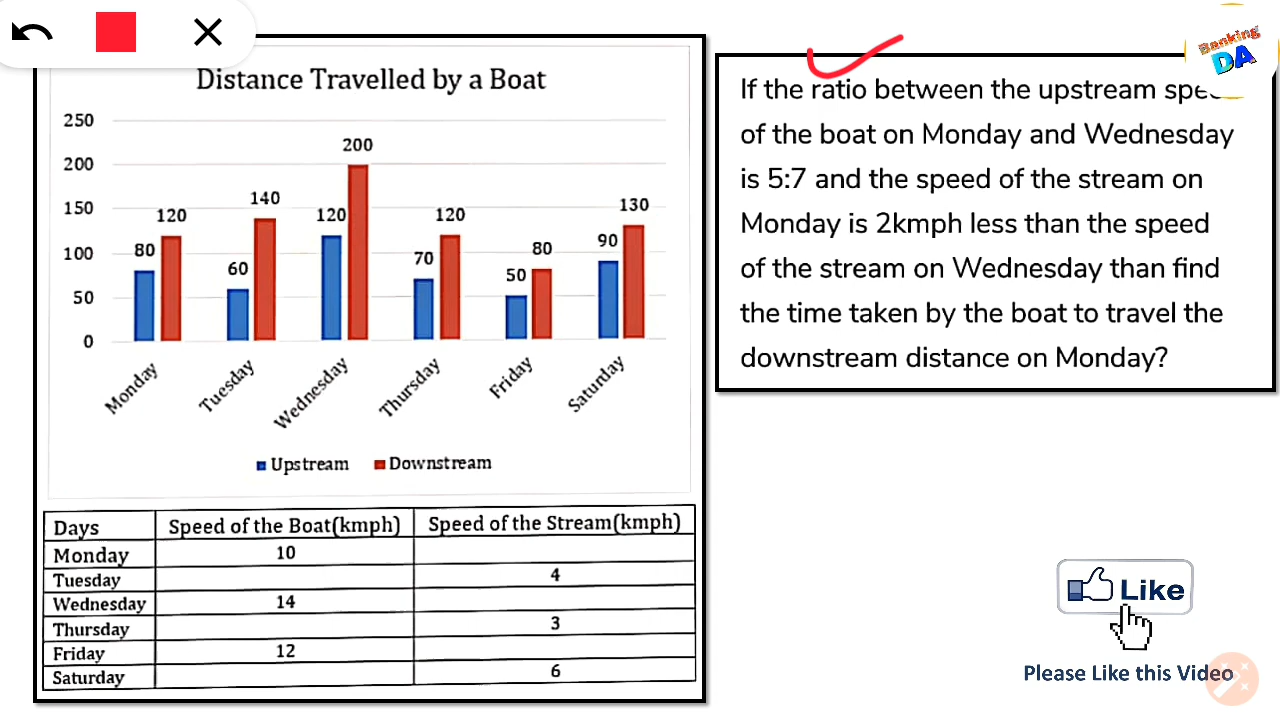 Banking
DA
Distance Travelled by a Boat
250
200
150
100
50
0
80
120
60
140
120
200
70
120
50
80
90
130
Monday
Tuesday
Wednesday
Thursday
Friday
Saturday
Upstream Downstream
Days Speed of the Boat(kmph) Speed of the Stream(kmph)
Monday 10
Tuesday 4
Wednesday 14
Thursday 3
Friday 12
Saturday 6
If the ratio between the upstream
of the boat on Monday and Wednesday
is 5:7 and the speed of the stream on
Monday is 2kmph less than the speed
of the stream on Wednesday than find
the time taken by the boat to travel the
downstream distance on Monday?
Like
Please Like this Video